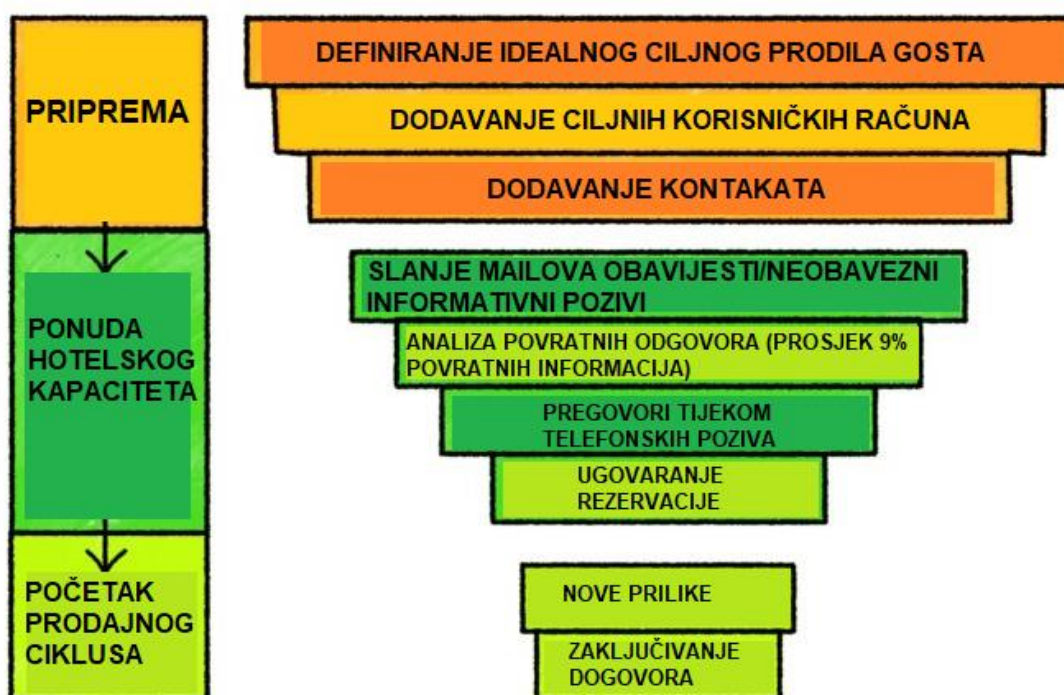 PRIPREMA
DEFINIRANJE IDEALNOG CILJNOG PRODILA GOSTA
DODAVANJE CILJNIH KORISNIČKIH RAČUNA
DODAVANJE KONTAKATA
PONUDA
HOTELSKOG
KAPACITETA
SLANJE MAILOVA OBAVIJESTI/NEOBAVEZNI
INFORMATIVNI POZIVI
ANALIZA POVRATNIH ODGOVORA (PROSJEK 9%
POVRATNIH INFORMACIJA)
PREGOVORI TIJEKOM
TELEFONSKIH POZIVA
UGOVARANJE
REZERVACIJE
POČETAK
PRODAJNOG
CIKLUSA
NOVE PRILIKE
ZAKLJUČIVANJE
DOGOVORA